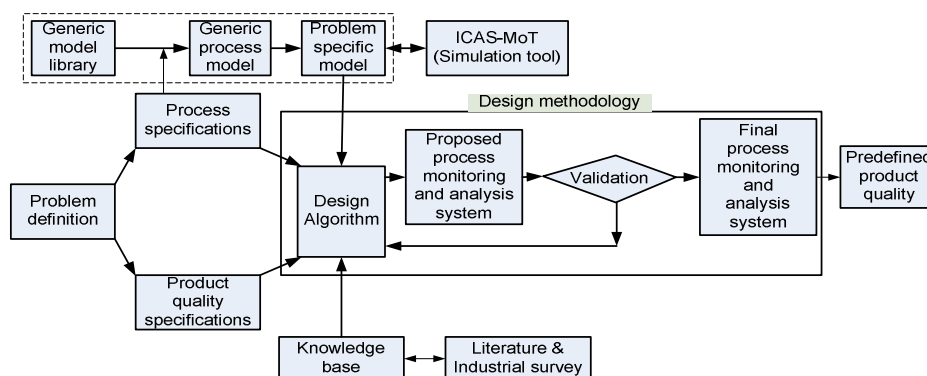 Generic
model
library
Generic
process
model
Problem
specific
model
ICAS-MoT
(Simulation tool)
Process
specifications
Design methodology
Problem
definition
Design
Algorithm
Proposed
process
monitoring
and analysis
system
Validation
Final
process
monitoring
and
analysis
system
Predefined
product
quality
Product
quality
specifications
Knowledge
base
Literature &
Industrial survey